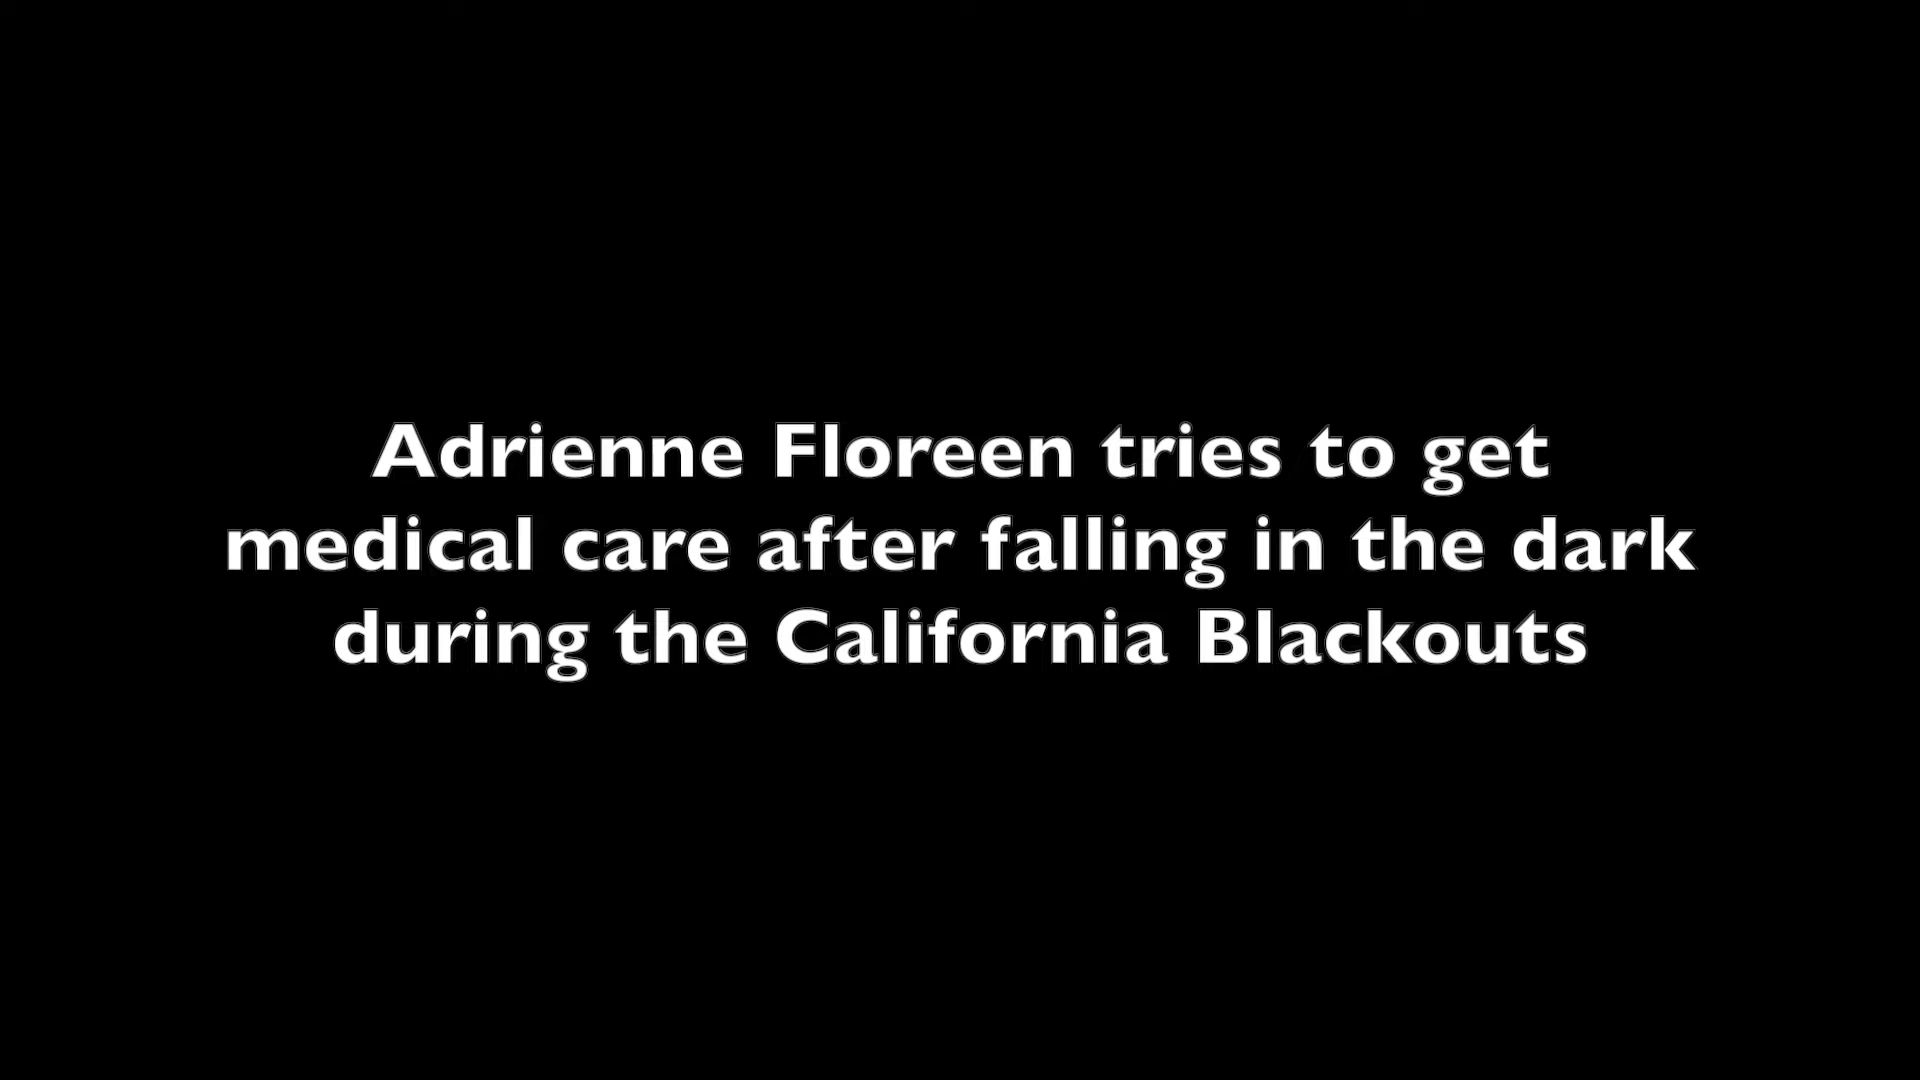 Adrienne Floreen tries to get
medical care after falling in the dark
during the California Blackouts